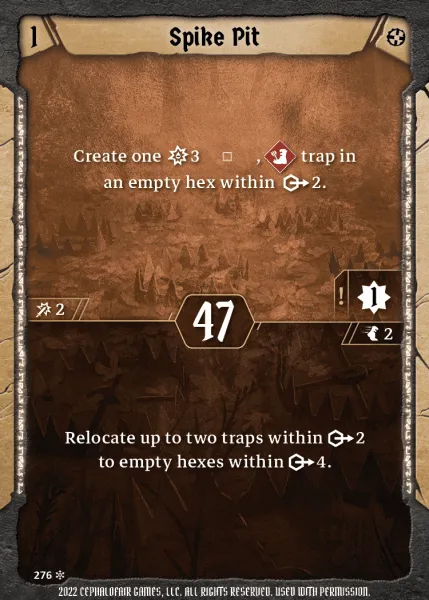 1
Spike Pit
Create one 3 , trap in
an empty hex within 2.
! 1
2
47
2
Relocate up to two traps within 2
to empty hexes within 4.
276
2022 CEPHALOFAIR GAMES, LLC. ALL RIGHTS RESERVED. USED WITH PERMISSION.